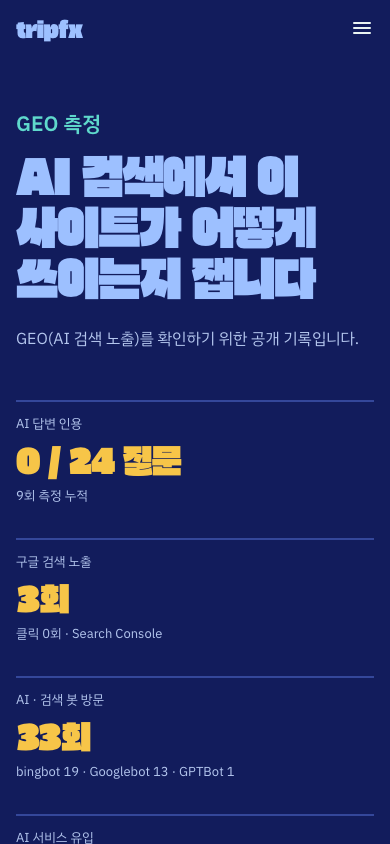 tripfx
GEO 측정
AI 검색에서 이
사이트가 어떻게
쓰이는지 잽니다
GEO(AI 검색 노출)를 확인하기 위한 공개 기록입니다.
AI 답변 인용
0 / 24 질문
9회 측정 누적
구글 검색 노출
3회
클릭 0회 · Search Console
AI · 검색 봇 방문
33회
bingbot 19 · Googlebot 13 · GPTBot 1
AI 서비스 유입